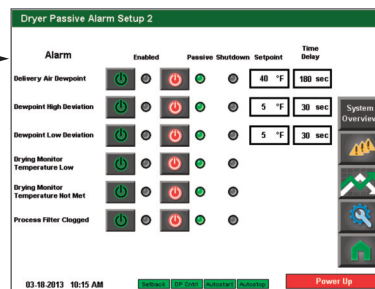 Dryer Passive Alarm Setup 2
Alarm Enabled Passive Shutdown Setpoint Time Delay
Delivery Air Dewpoint 40 °F 180 sec
Dewpoint High Deviation 5 °F 30 sec
Dewpoint Low Deviation 5 °F 30 sec
Drying Monitor
Temperature Low
Drying Monitor
Temperature Not Met
Process Filter Clogged
System
Overview
03-18-2013 10:15 AM Setback DP Cntrl Autostart Autostop Power Up